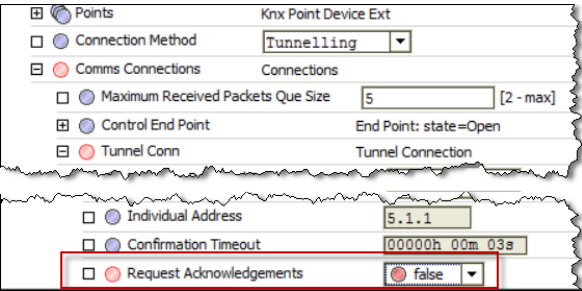 Points Knx Point Device Ext
Connection Method Tunnelling
Comms Connections Connections
Maximum Received Packets Que Size 5 [2 - max]
Control End Point End Point: state=Open
Tunnel Conn Tunnel Connection
Individual Address 5.1.1
Confirmation Timeout 00000h 00m 03s
Request Acknowledgements false